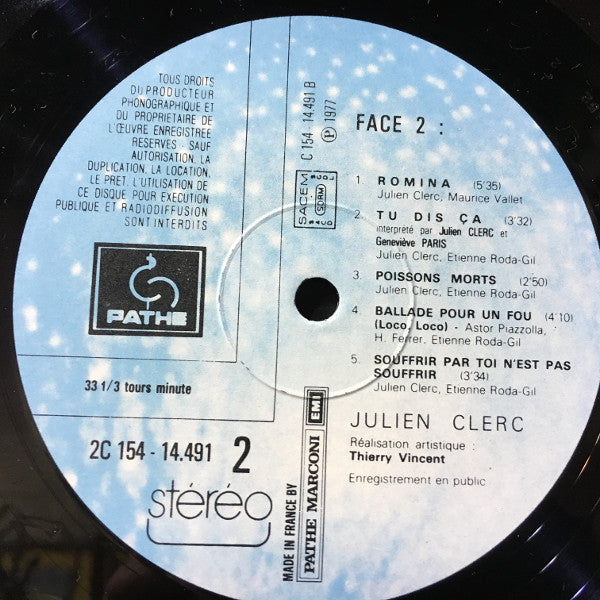 TOUS DROITS
DU PRODUCTEUR
PHONOGRAPHIQUE ET
DU PROPRIETAIRE DE
L'ŒUVRE ENREGISTREE
RESERVES - SAUF
AUTORISATION, LA
DUPLICATION, LA LOCATION,
LE PRET, L'UTILISATION DE
CE DISQUE POUR EXECUTION
PUBLIQUE ET RADIODIFFUSION
SONT INTERDITS
PATHE
33 1/3 tours minute
2C 154 - 14.491 2
stéréo
C 154 14.491 B
Ⓟ 1977
SACEM
SDRM
MADE IN FRANCE BY
PATHE MARCONI EMI
FACE 2 :
1. ROMINA (5'35)
Julien Clerc, Maurice Vallet
2. TU DIS ÇA (3'32)
interprété par Julien CLERC et
Geneviève PARIS
Julien Clerc, Etienne Roda-Gil
3. POISSONS MORTS (2'50)
Julien Clerc, Etienne Roda-Gil
4. BALLADE POUR UN FOU (4'10)
(Loco, Loco) - Astor Piazzolla,
H. Ferrer, Etienne Roda-Gil
5. SOUFFRIR PAR TOI N'EST PAS
SOUFFRIR (3'34)
Julien Clerc, Etienne Roda-Gil
JULIEN CLERC
Réalisation artistique :
Thierry Vincent
Enregistrement en public